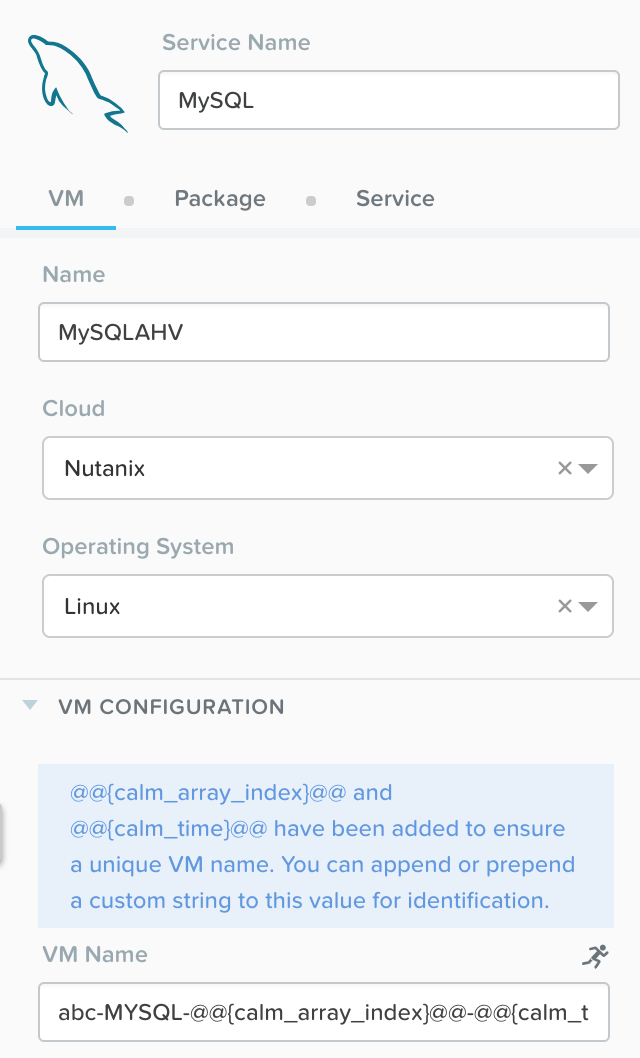 Service Name
MySQL
VM
Package
Service
Name
MySQLAHV
Cloud
Nutanix
Operating System
Linux
VM CONFIGURATION
@@{calm_array_index}@@ and
@@{calm_time}@@ have been added to ensure
a unique VM name. You can append or prepend
a custom string to this value for identification.
VM Name
abc-MYSQL-@@{calm_array_index}@@-@@{calm_t